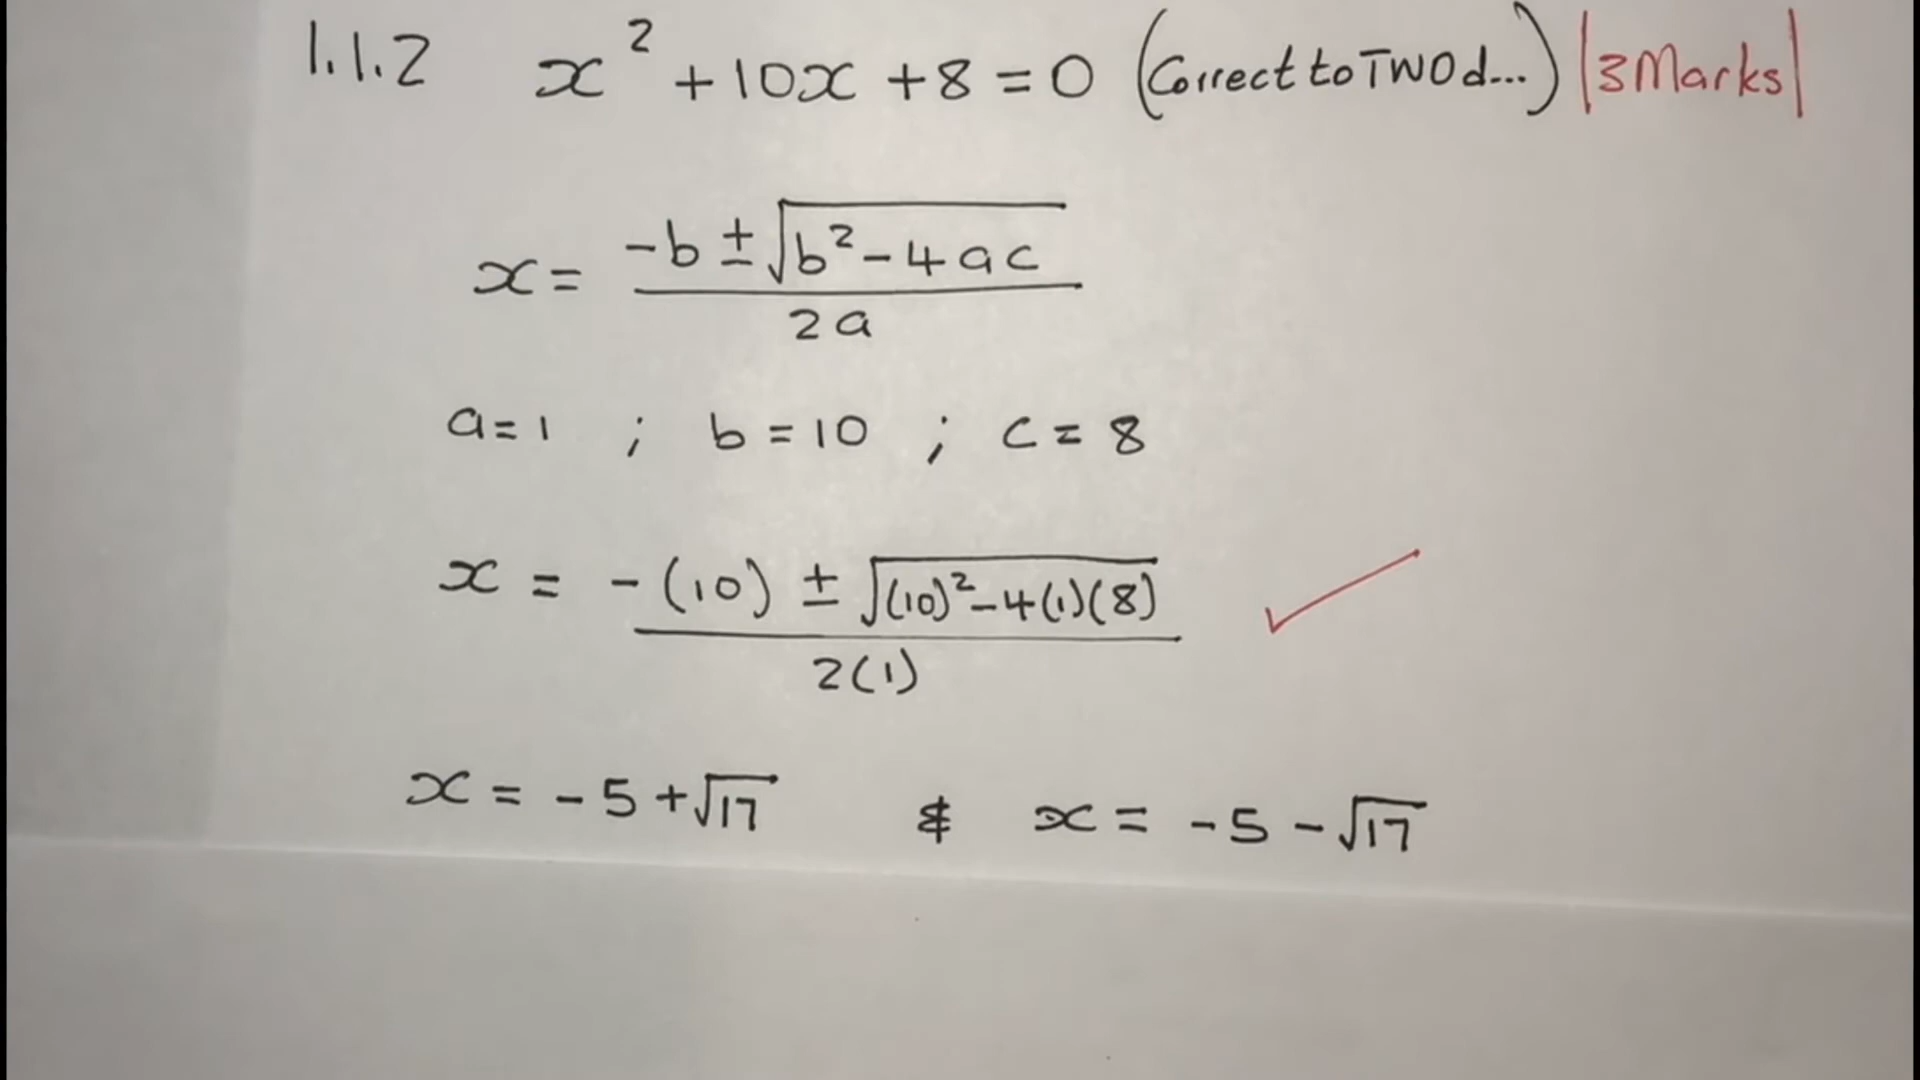 1.1.2 x² + 10x + 8 = 0 (Correct to TWO d...) |3 Marks|
x = -b ± √b² - 4ac
2a
a = 1 ; b = 10 ; c = 8
x = -(10) ± √(10)² - 4(1)(8) ✓
2(1)
x = -5 + √17 & x = -5 - √17